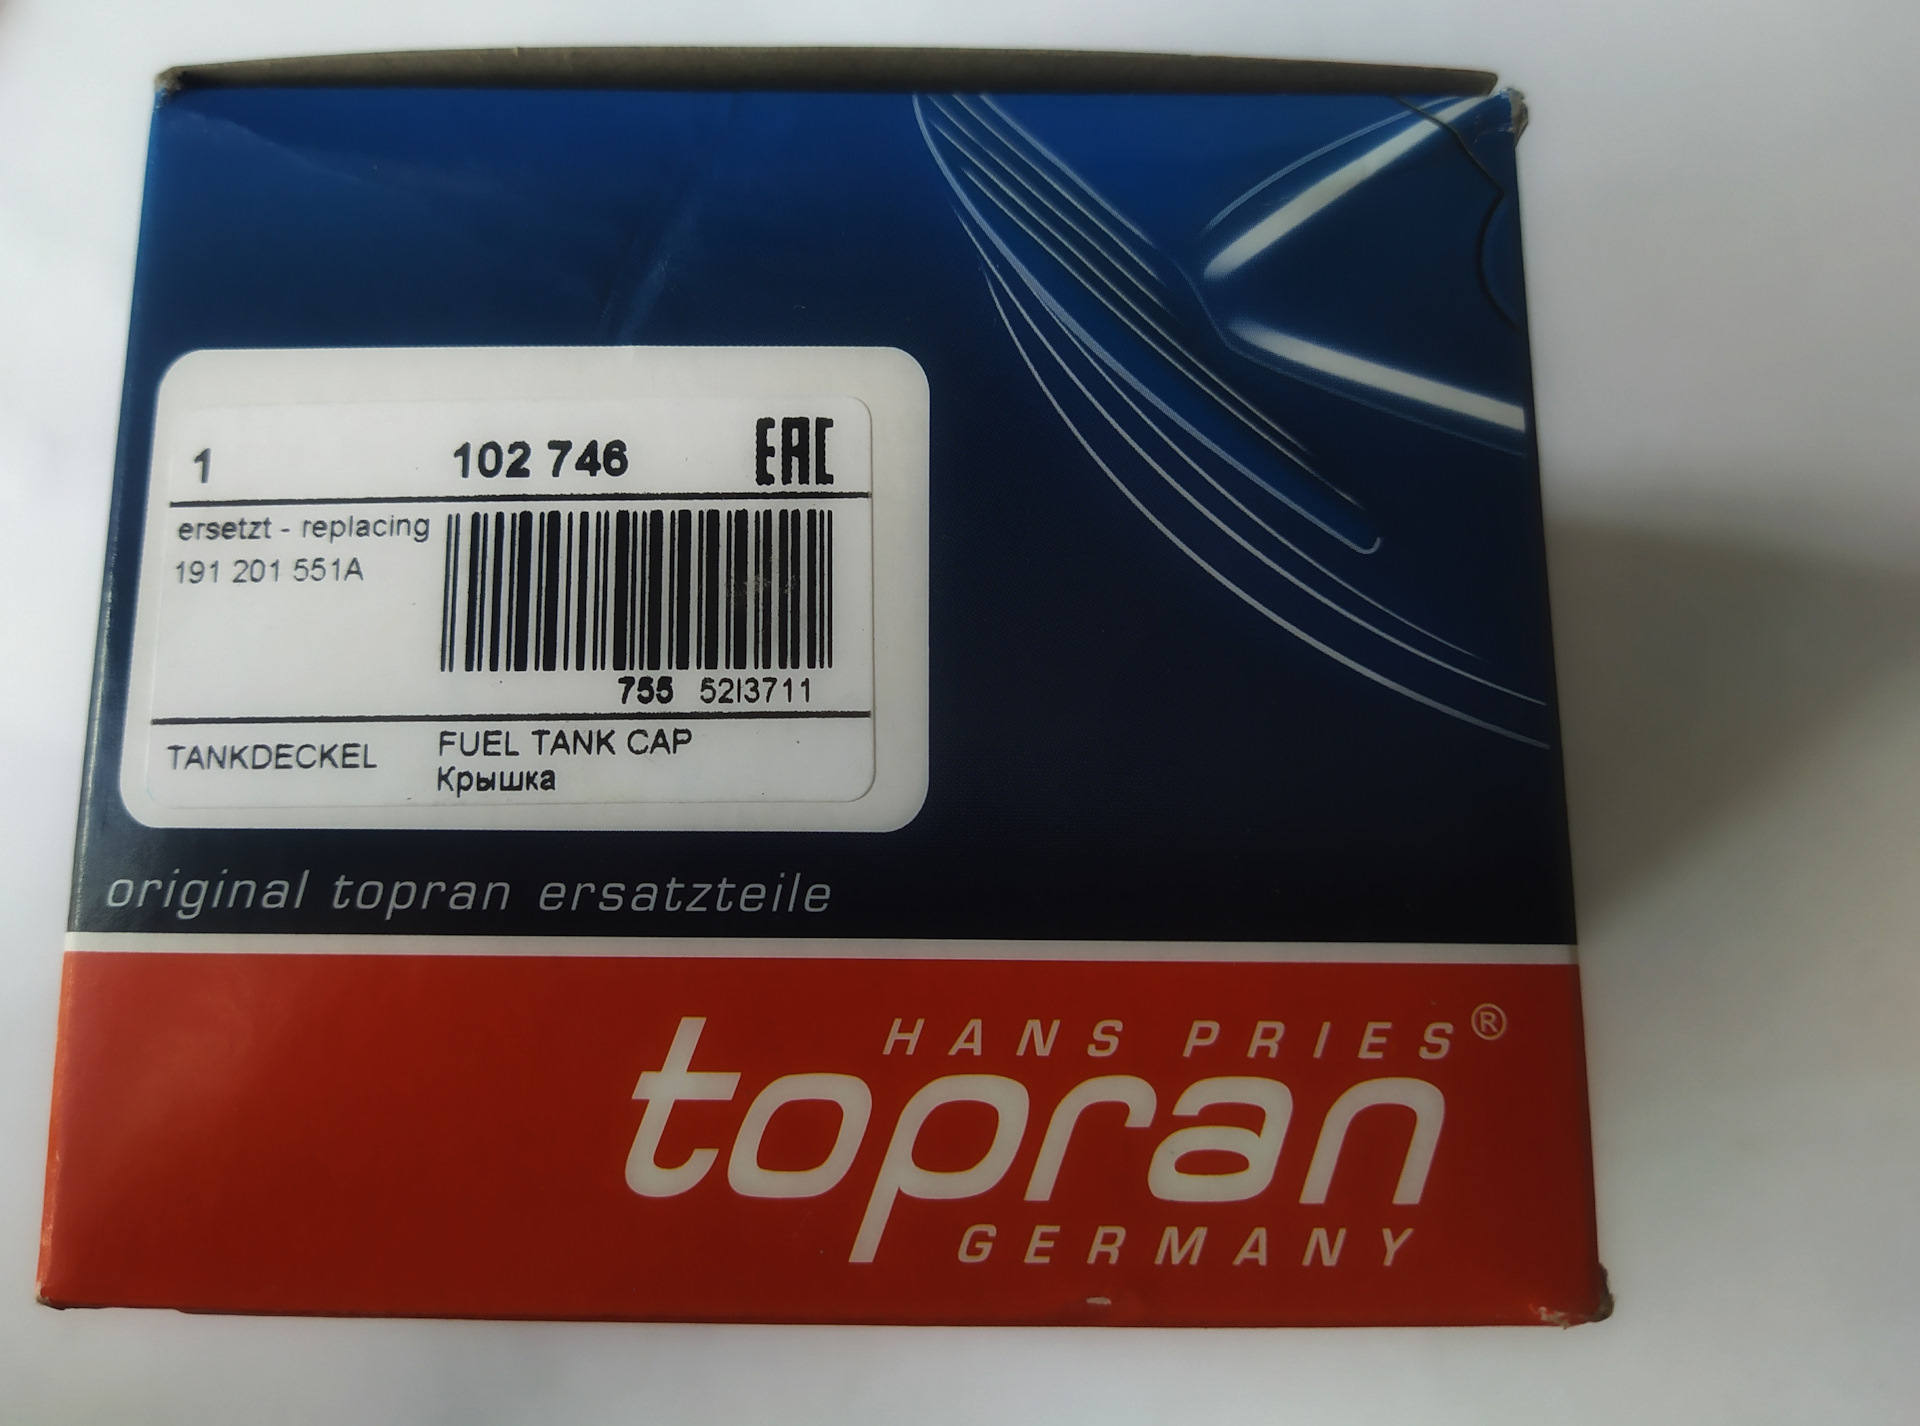 1 102 746 EAC
ersetzt - replacing
191 201 551A
755 52I3711
TANKDECKEL FUEL TANK CAP
Крышка
original topran ersatzteile
HANS PRIES®
topran
GERMANY